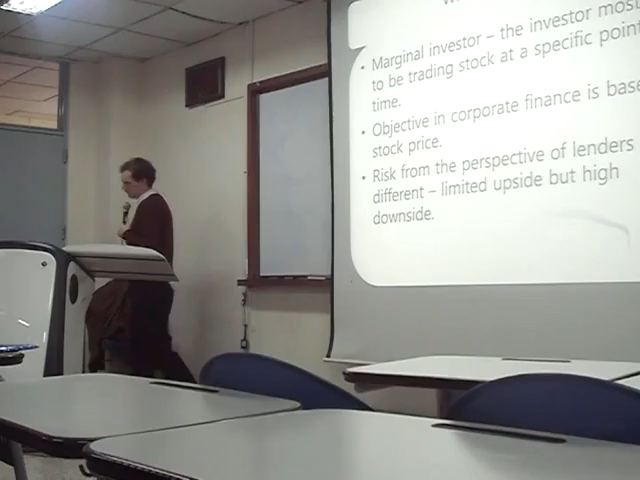 Marginal investor – the investor most
to be trading stock at a specific point
time.
Objective in corporate finance is base
stock price.
Risk from the perspective of lenders
different – limited upside but high
downside.